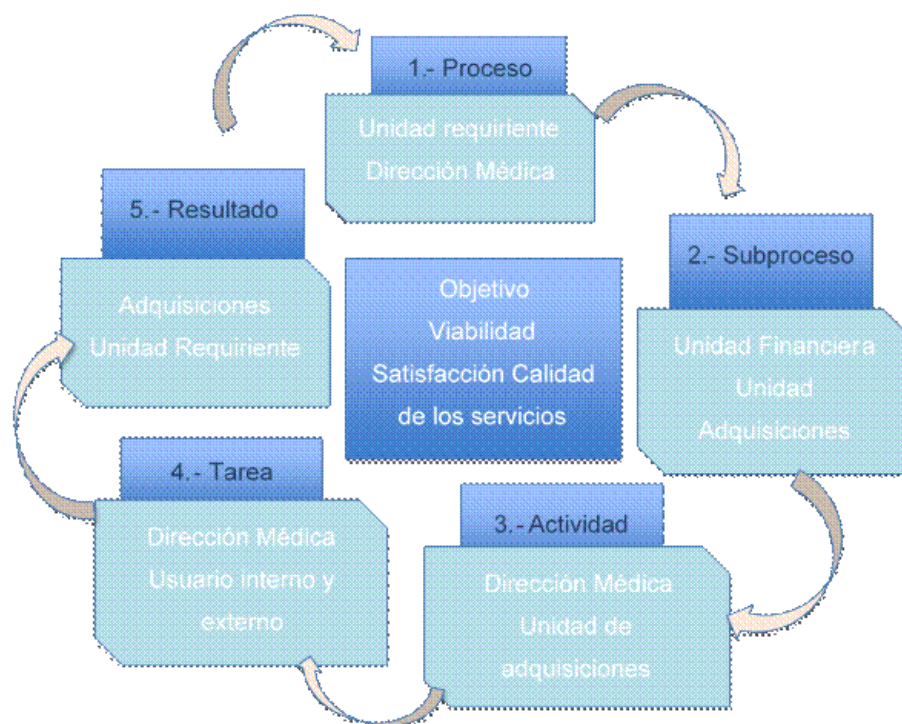 1.- Proceso
Unidad requiriente
Dirección Médica
2.- Subproceso
Unidad Financiera
Unidad
Adquisiciones
3.- Actividad
Dirección Médica
Unidad de
adquisiciones
4.- Tarea
Dirección Médica
Usuario interno y
externo
5.- Resultado
Adquisiciones
Unidad Requiriente
Objetivo
Viabilidad
Satisfacción Calidad
de los servicios